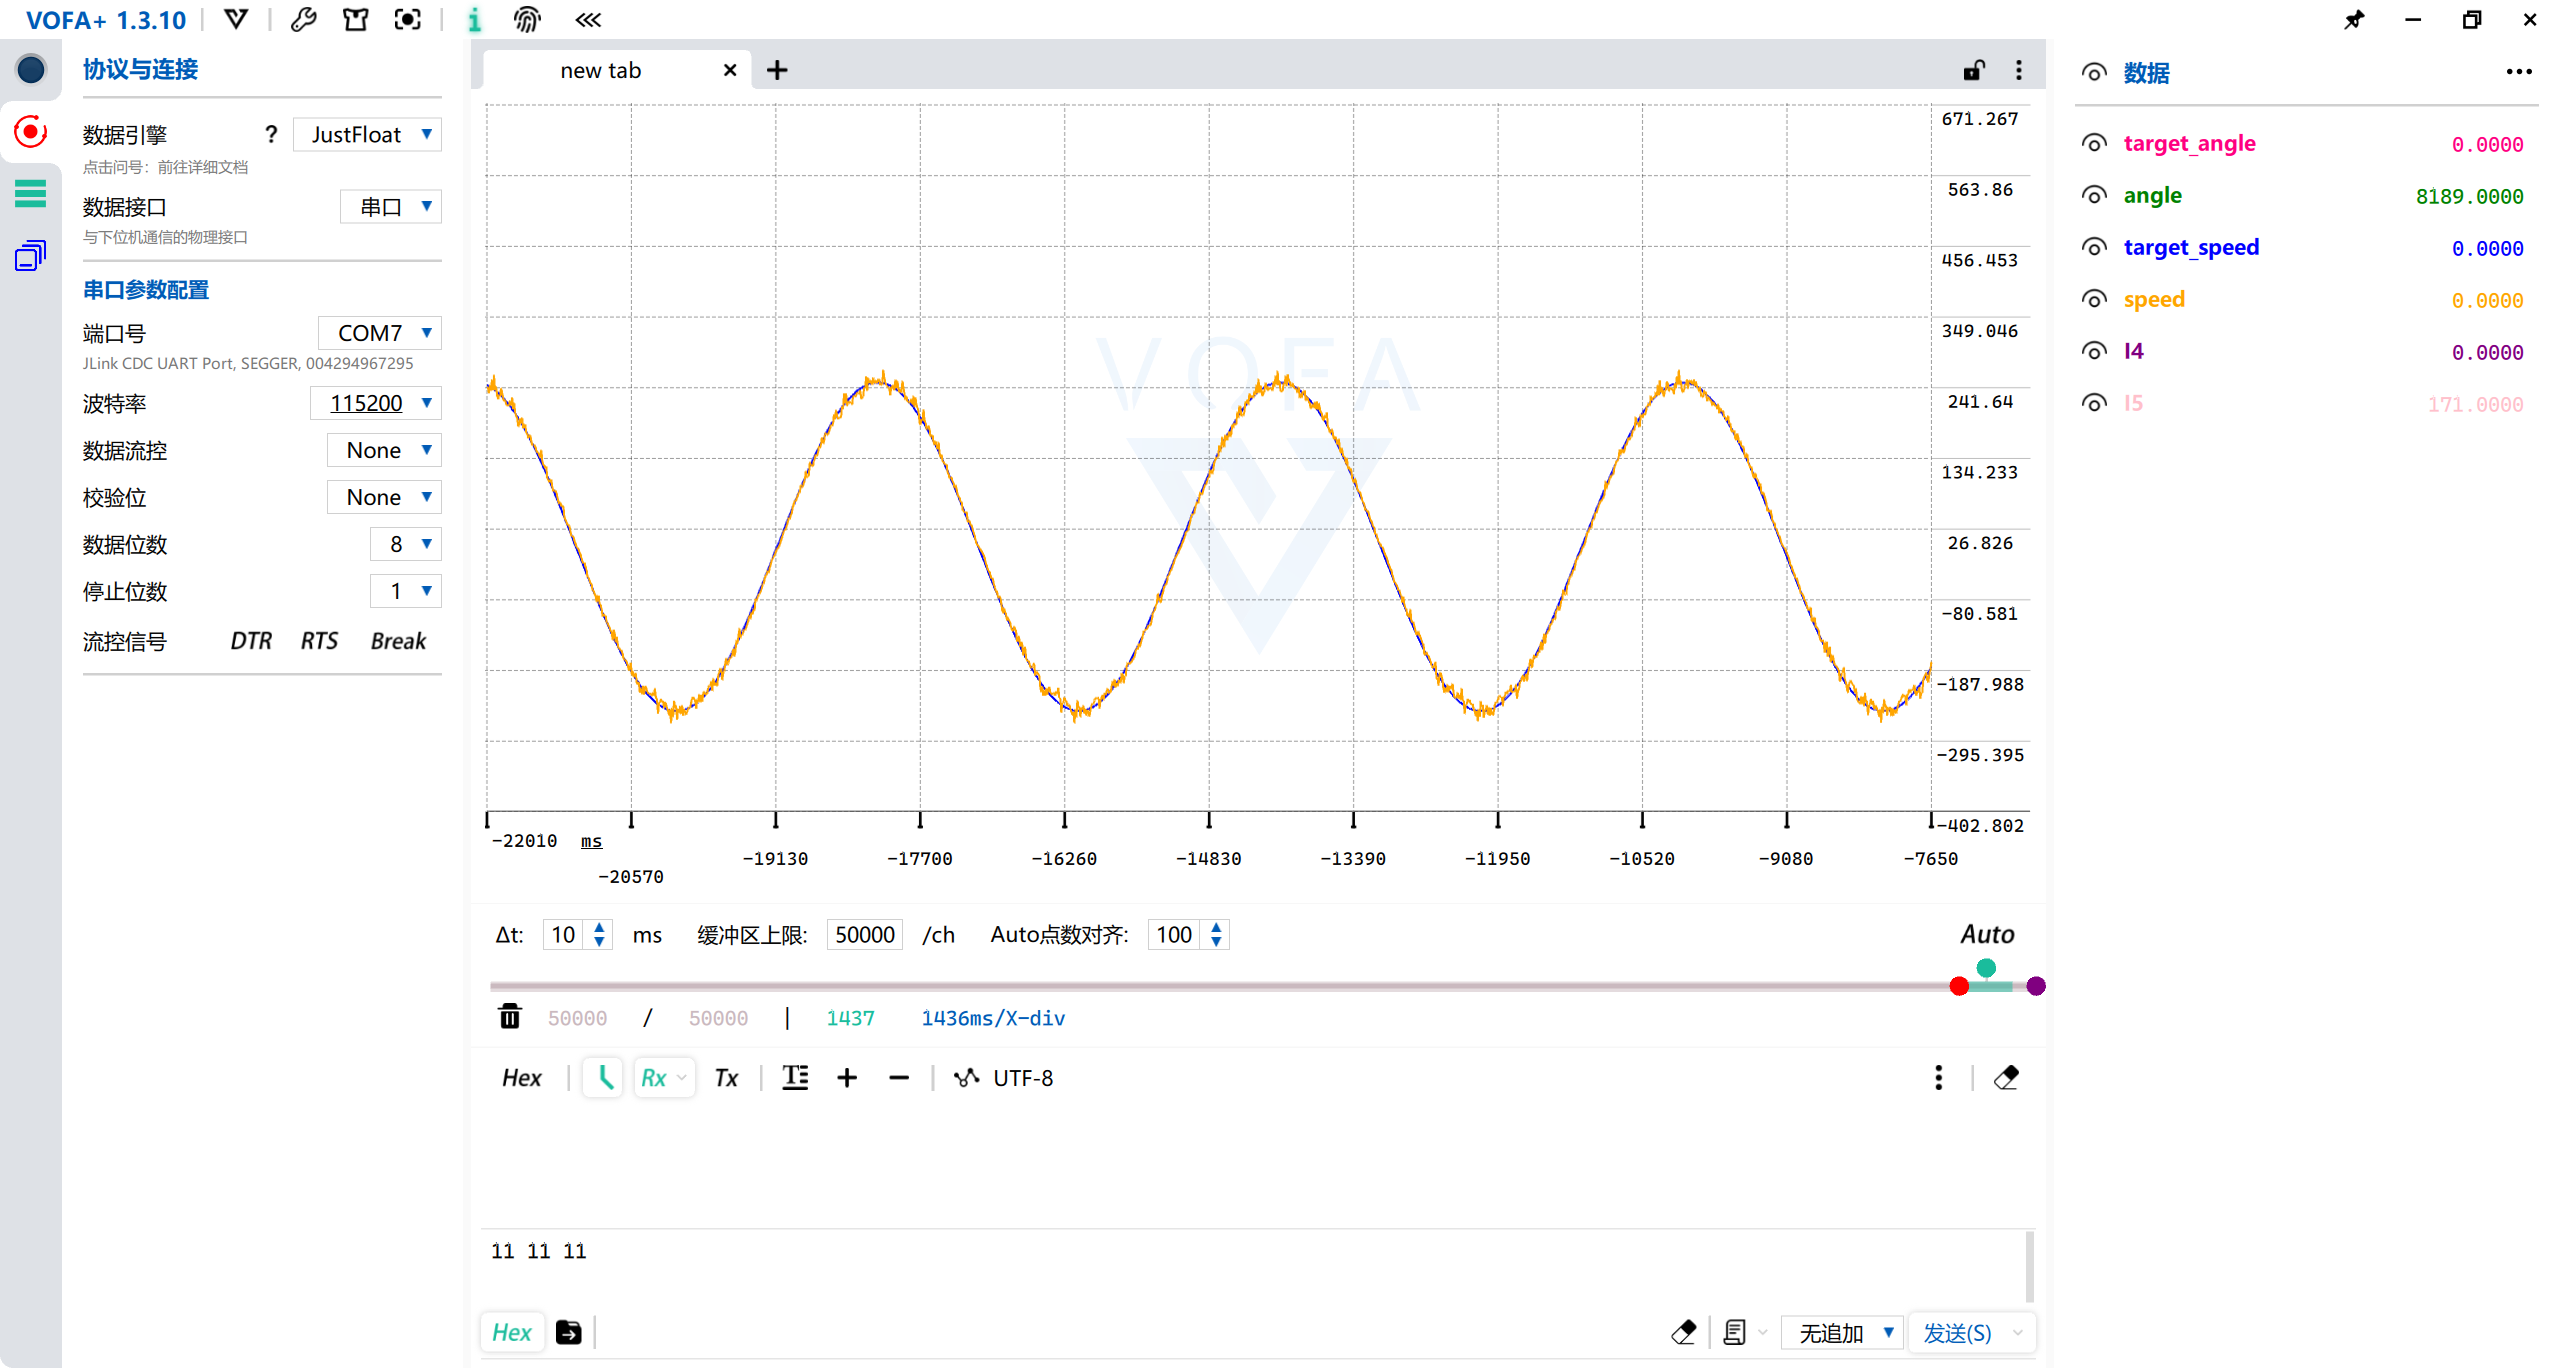 VOFA+ 1.3.10
协议与连接
数据引擎 ? JustFloat
点击问号：前往详细文档
数据接口 串口
与下位机通信的物理接口
串口参数配置
端口号 COM7
JLink CDC UART Port, SEGGER, 004294967295
波特率 115200
数据流控 None
校验位 None
数据位数 8
停止位数 1
流控信号 DTR RTS Break
new tab
VOFA
671.267
563.86
456.453
349.046
241.64
134.233
26.826
-80.581
-187.988
-295.395
-402.802
-22010 ms
-20570
-19130
-17700
-16260
-14830
-13390
-11950
-10520
-9080
-7650
Δt: 10 ms 缓冲区上限: 50000 /ch Auto点数对齐: 100 Auto
50000 / 50000 | 1437 1436ms/X-div
Hex Rx Tx UTF-8
11 11 11
Hex 无追加 发送(S)
数据
target_angle 0.0000
angle 8189.0000
target_speed 0.0000
speed 0.0000
I4 0.0000
I5 171.0000